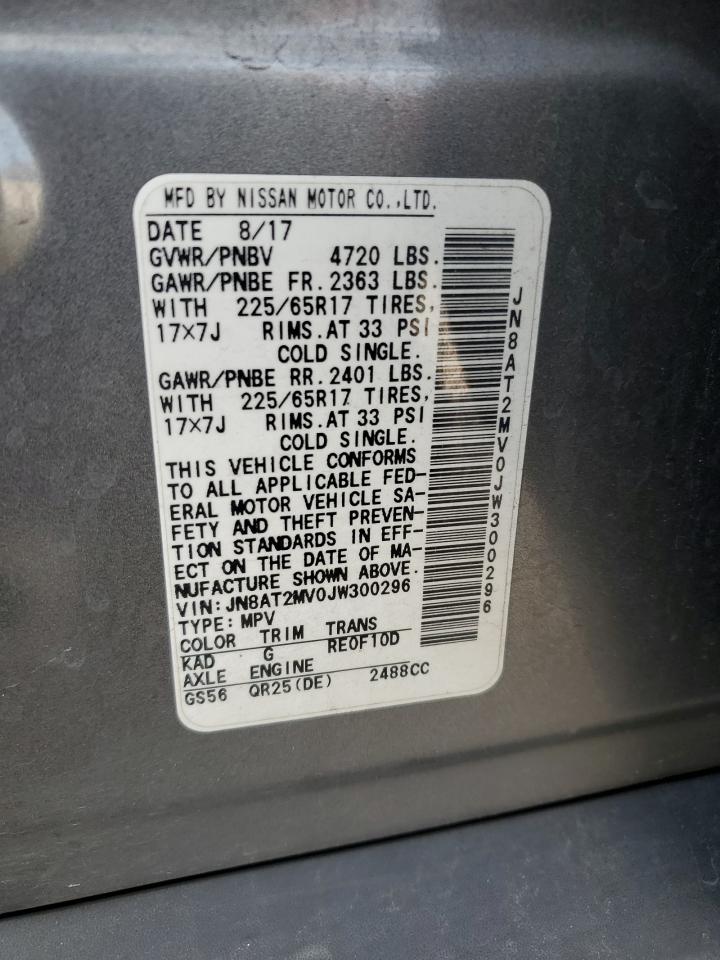 MFD BY NISSAN MOTOR CO.,LTD.
DATE 8/17
GVWR/PNBV 4720 LBS.
GAWR/PNBE FR.2363 LBS.
WITH 225/65R17 TIRES,
17×7J RIMS.AT 33 PSI
COLD SINGLE.
GAWR/PNBE RR.2401 LBS.
WITH 225/65R17 TIRES,
17×7J RIMS.AT 33 PSI
COLD SINGLE.
THIS VEHICLE CONFORMS
TO ALL APPLICABLE FED-
ERAL MOTOR VEHICLE SA-
FETY AND THEFT PREVEN-
TION STANDARDS IN EFF-
ECT ON THE DATE OF MA-
NUFACTURE SHOWN ABOVE.
VIN:JN8AT2MV0JW300296
TYPE:MPV
COLOR TRIM TRANS
KAD G RE0F10D
AXLE ENGINE
GS56 QR25(DE) 2488CC
JN8AT2MV0JW300296